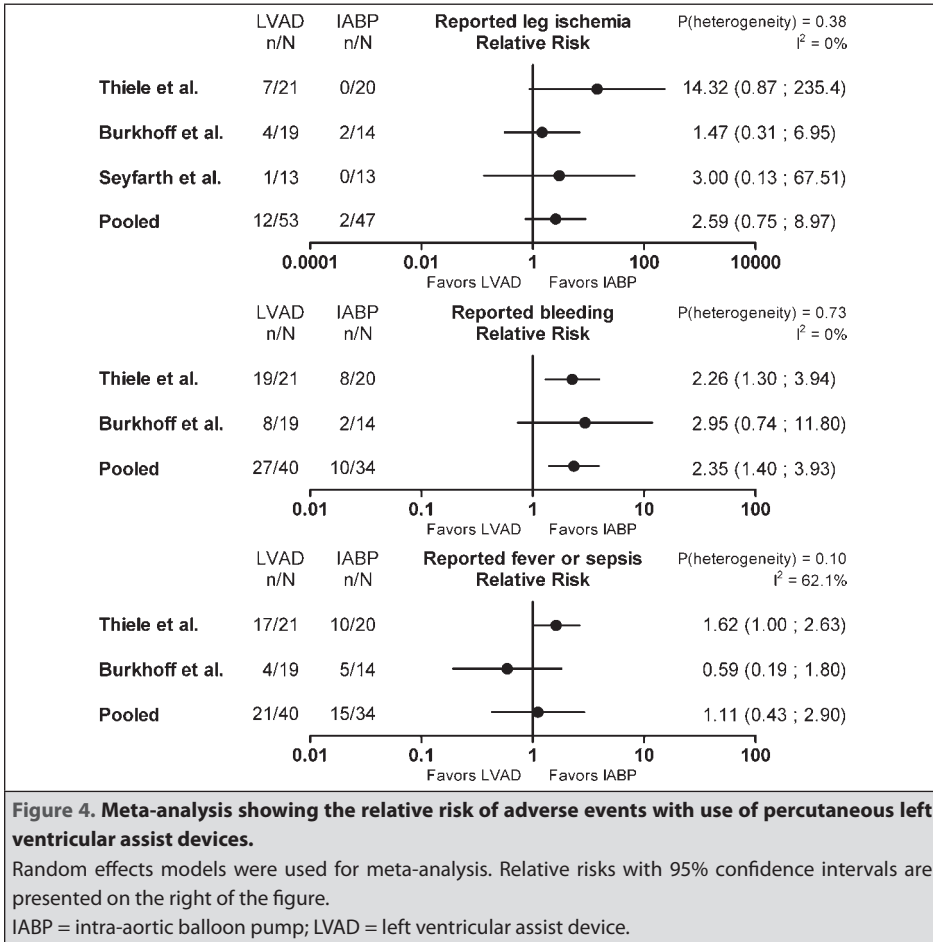 LVAD IABP Reported leg ischemia P(heterogeneity) = 0.38
n/N n/N Relative Risk I² = 0%
Thiele et al. 7/21 0/20 14.32 (0.87 ; 235.4)
Burkhoff et al. 4/19 2/14 1.47 (0.31 ; 6.95)
Seyfarth et al. 1/13 0/13 3.00 (0.13 ; 67.51)
Pooled 12/53 2/47 2.59 (0.75 ; 8.97)
0.0001 0.01 1 100 10000
Favors LVAD Favors IABP
LVAD IABP Reported bleeding P(heterogeneity) = 0.73
n/N n/N Relative Risk I² = 0%
Thiele et al. 19/21 8/20 2.26 (1.30 ; 3.94)
Burkhoff et al. 8/19 2/14 2.95 (0.74 ; 11.80)
Pooled 27/40 10/34 2.35 (1.40 ; 3.93)
0.01 0.1 1 10 100
Favors LVAD Favors IABP
LVAD IABP Reported fever or sepsis P(heterogeneity) = 0.10
n/N n/N Relative Risk I² = 62.1%
Thiele et al. 17/21 10/20 1.62 (1.00 ; 2.63)
Burkhoff et al. 4/19 5/14 0.59 (0.19 ; 1.80)
Pooled 21/40 15/34 1.11 (0.43 ; 2.90)
0.01 0.1 1 10 100
Favors LVAD Favors IABP
Figure 4. Meta-analysis showing the relative risk of adverse events with use of percutaneous left
ventricular assist devices.
Random effects models were used for meta-analysis. Relative risks with 95% confidence intervals are
presented on the right of the figure.
IABP = intra-aortic balloon pump; LVAD = left ventricular assist device.